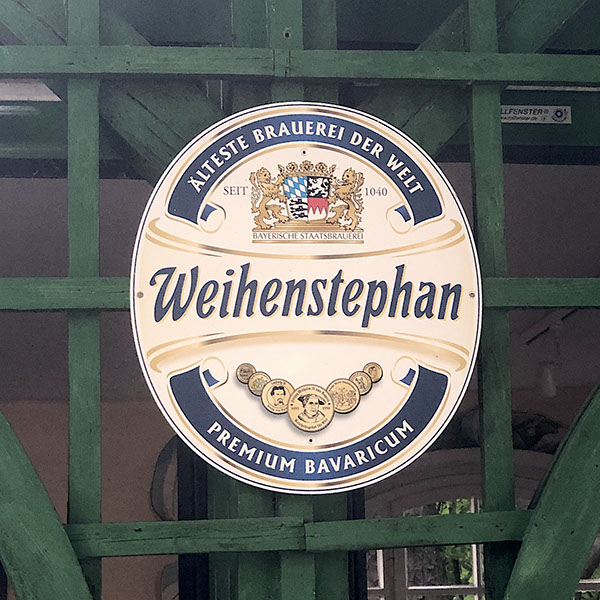 ÄLTESTE BRAUEREI DER WELT
SEIT 1040
BAYERISCHE STAATSBRAUEREI
Weihenstephan
PREMIUM BAVARICUM